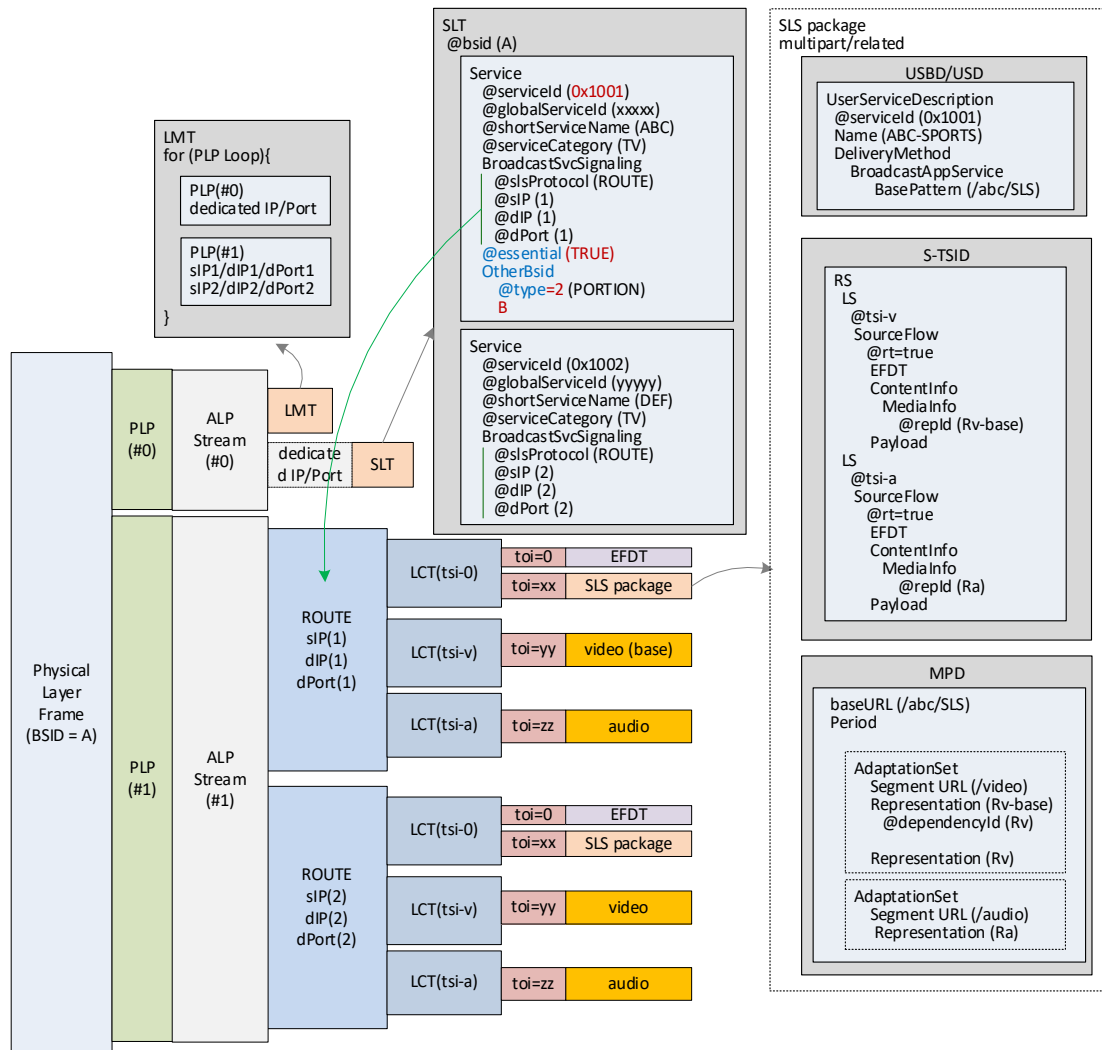 SLT
@bsid (A)
Service
@serviceId (0x1001)
@globalServiceId (xxxxx)
@shortServiceName (ABC)
@serviceCategory (TV)
BroadcastSvcSignaling
@slsProtocol (ROUTE)
@sIP (1)
@dIP (1)
@dPort (1)
@essential (TRUE)
OtherBsid
@type=2 (PORTION)
B
Service
@serviceId (0x1002)
@globalServiceId (yyyyy)
@shortServiceName (DEF)
@serviceCategory (TV)
BroadcastSvcSignaling
@slsProtocol (ROUTE)
@sIP (2)
@dIP (2)
@dPort (2)
LMT
for (PLP Loop){
PLP(#0)
dedicated IP/Port
PLP(#1)
sIP1/dIP1/dPort1
sIP2/dIP2/dPort2
}
Physical
Layer
Frame
(BSID = A)
PLP
(#0)
ALP
Stream
(#0)
LMT
dedicate
d IP/Port
SLT
PLP
(#1)
ALP
Stream
(#1)
ROUTE
sIP(1)
dIP(1)
dPort(1)
LCT(tsi-0)
toi=0
EFDT
toi=xx
SLS package
LCT(tsi-v)
toi=yy
video (base)
LCT(tsi-a)
toi=zz
audio
ROUTE
sIP(2)
dIP(2)
dPort(2)
LCT(tsi-0)
toi=0
EFDT
toi=xx
SLS package
LCT(tsi-v)
toi=yy
video
LCT(tsi-a)
toi=zz
audio
SLS package
multipart/related
USBD/USD
UserServiceDescription
@serviceId (0x1001)
Name (ABC-SPORTS)
DeliveryMethod
BroadcastAppService
BasePattern (/abc/SLS)
S-TSID
RS
LS
@tsi-v
SourceFlow
@rt=true
EFDT
ContentInfo
MediaInfo
@repId (Rv-base)
Payload
LS
@tsi-a
SourceFlow
@rt=true
EFDT
ContentInfo
MediaInfo
@repId (Ra)
Payload
MPD
baseURL (/abc/SLS)
Period
AdaptationSet
Segment URL (/video)
Representation (Rv-base)
@dependencyId (Rv)
Representation (Rv)
AdaptationSet
Segment URL (/audio)
Representation (Ra)